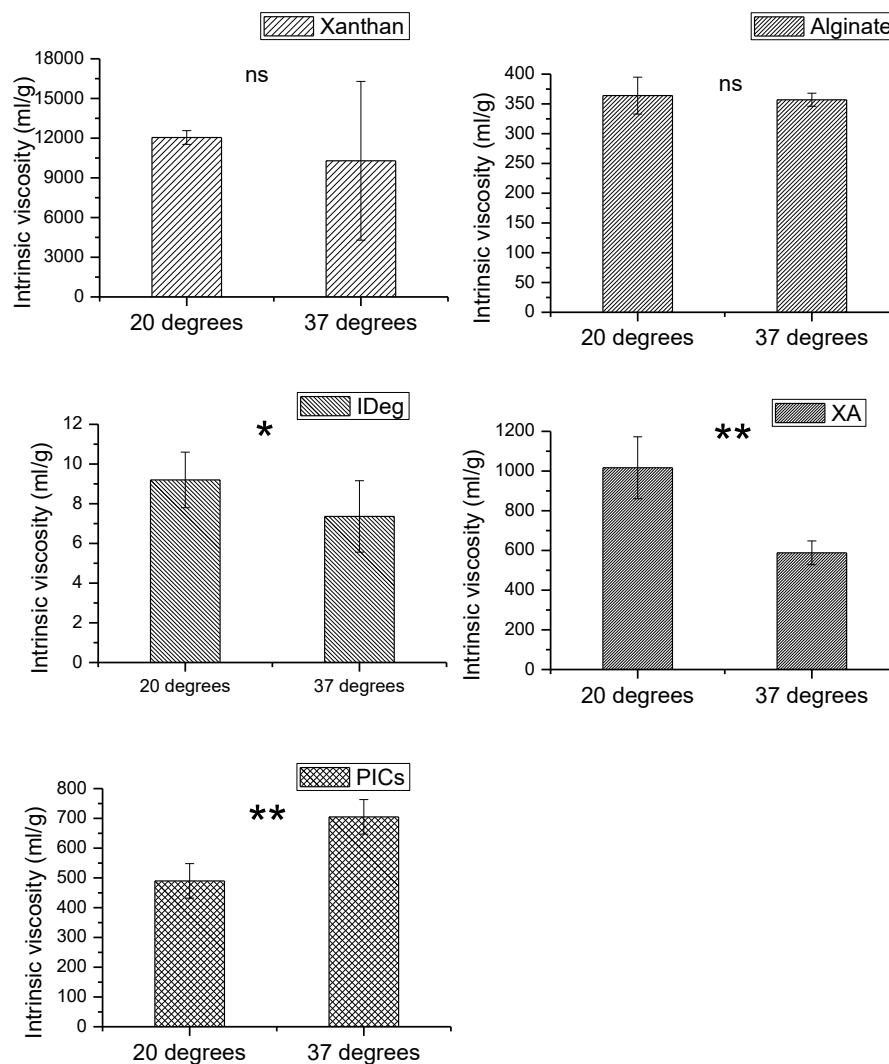 Xanthan
Intrinsic viscosity (ml/g)
18000
15000
12000
9000
6000
3000
0
ns
20 degrees
37 degrees
Alginate
Intrinsic viscosity (ml/g)
400
350
300
250
200
150
100
50
0
ns
20 degrees
37 degrees
IDeg
Intrinsic viscosity (ml/g)
12
10
8
6
4
2
0
*
20 degrees
37 degrees
XA
Intrinsic viscosity (ml/g)
1200
1000
800
600
400
200
0
**
20 degrees
37 degrees
PICs
Intrinsic viscosity (ml/g)
800
700
600
500
400
300
200
100
0
**
20 degrees
37 degrees